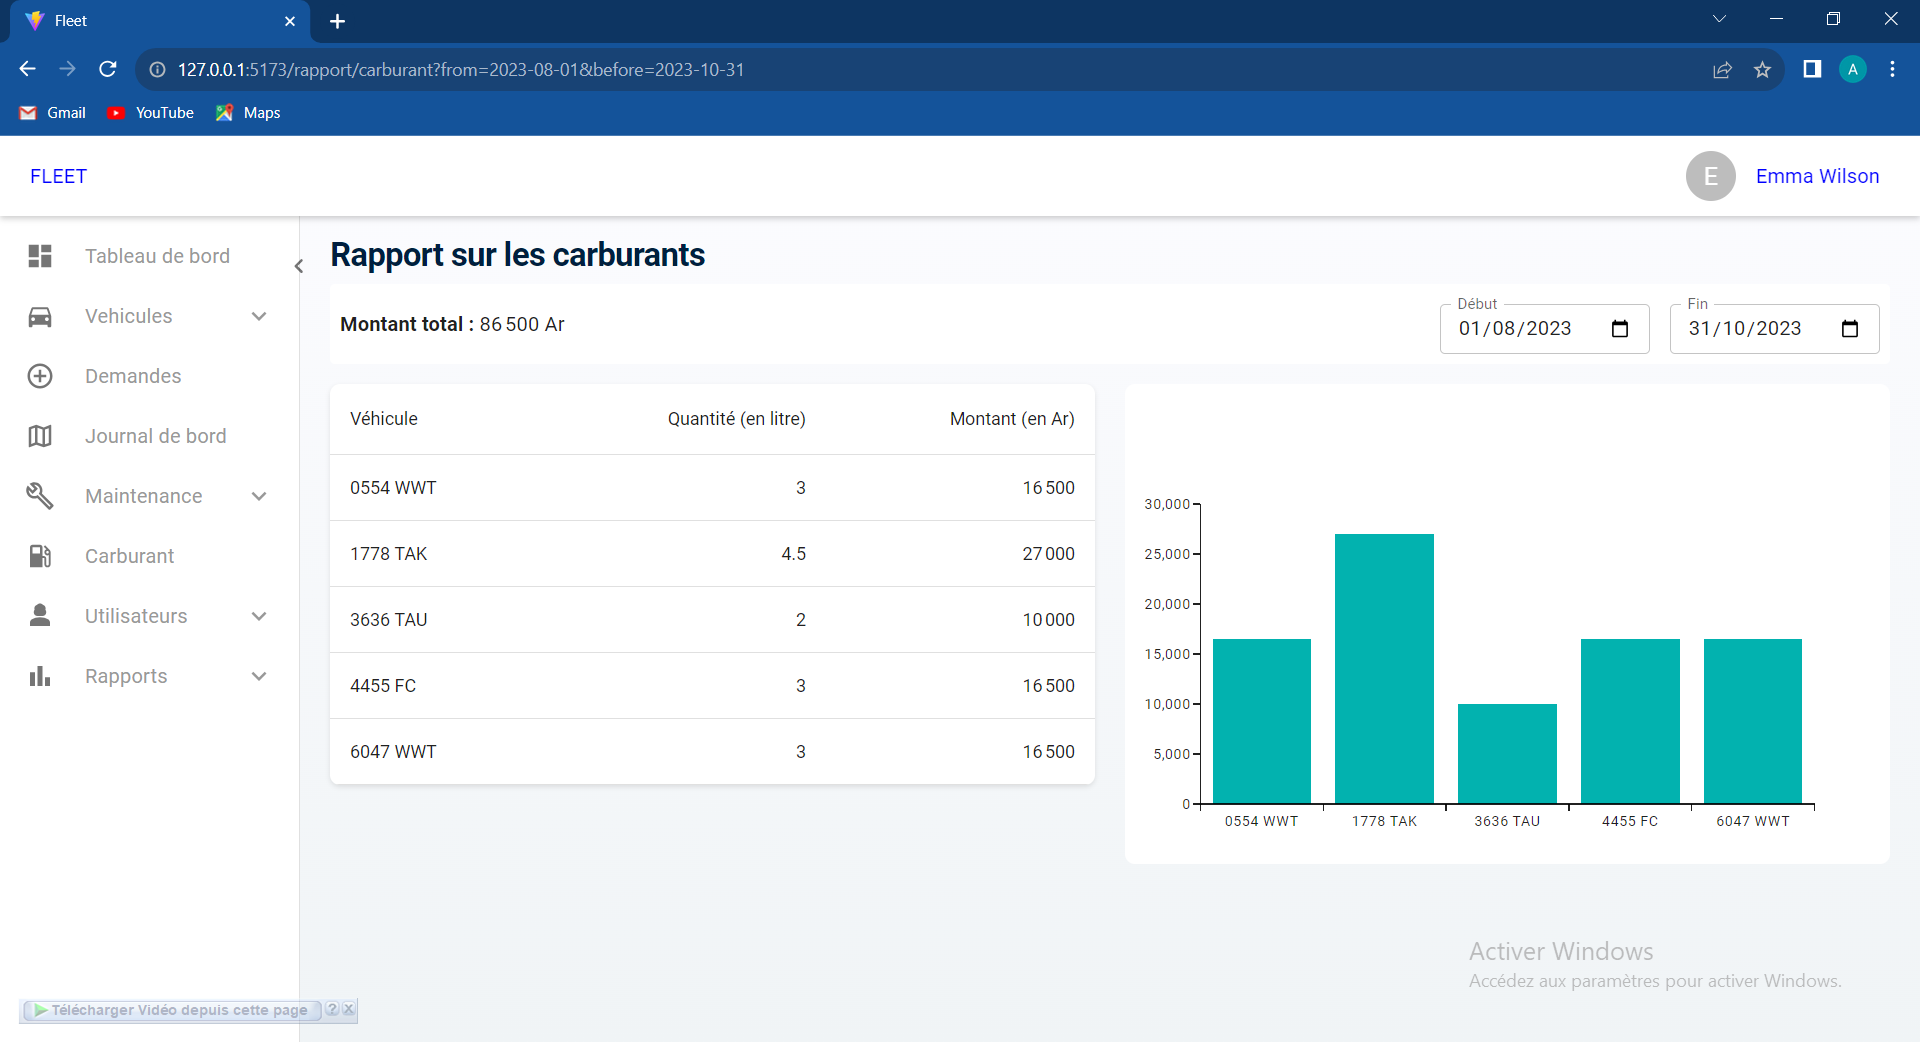 Fleet
127.0.0.1:5173/rapport/carburant?from=2023-08-01&before=2023-10-31
A
Gmail YouTube Maps
FLEET
E Emma Wilson
Tableau de bord
Vehicules
Demandes
Journal de bord
Maintenance
Carburant
Utilisateurs
Rapports
Rapport sur les carburants
Montant total : 86 500 Ar
Début
01/08/2023
Fin
31/10/2023
Véhicule Quantité (en litre) Montant (en Ar)
0554 WWT 3 16 500
1778 TAK 4.5 27 000
3636 TAU 2 10 000
4455 FC 3 16 500
6047 WWT 3 16 500
30,000
25,000
20,000
15,000
10,000
5,000
0
0554 WWT 1778 TAK 3636 TAU 4455 FC 6047 WWT
Activer Windows
Accédez aux paramètres pour activer Windows.
Télécharger Vidéo depuis cette page ? X